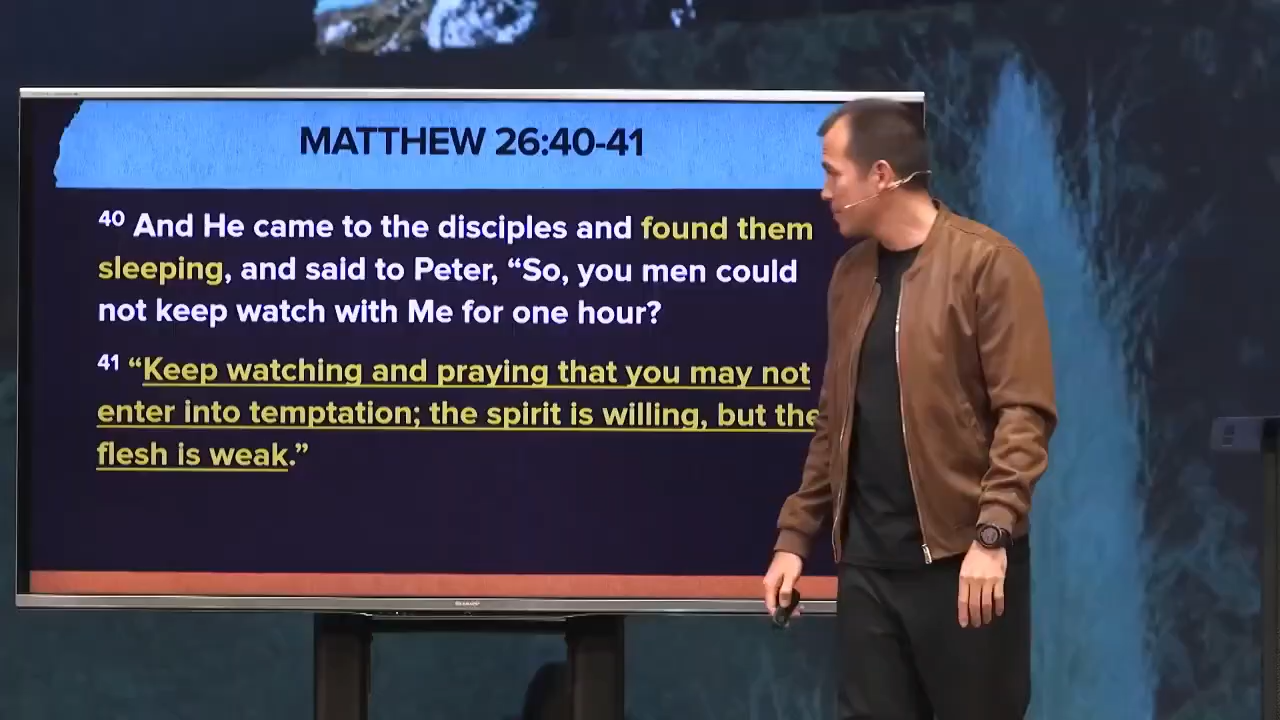 MATTHEW 26:40-41
40 And He came to the disciples and found them
sleeping, and said to Peter, “So, you men could
not keep watch with Me for one hour?
41 “Keep watching and praying that you may not
enter into temptation; the spirit is willing, but the
flesh is weak.”
SHARP